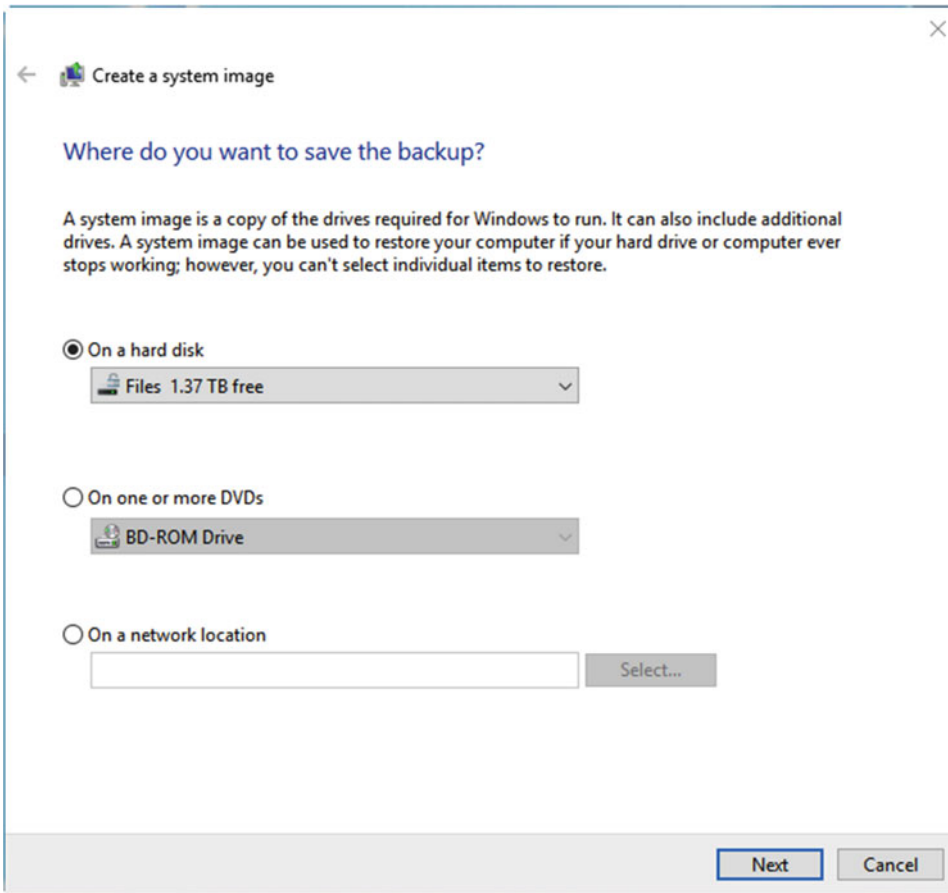 Create a system image
Where do you want to save the backup?
A system image is a copy of the drives required for Windows to run. It can also include additional
drives. A system image can be used to restore your computer if your hard drive or computer ever
stops working; however, you can't select individual items to restore.
On a hard disk
Files 1.37 TB free
On one or more DVDs
BD-ROM Drive
On a network location
Select...
Next
Cancel